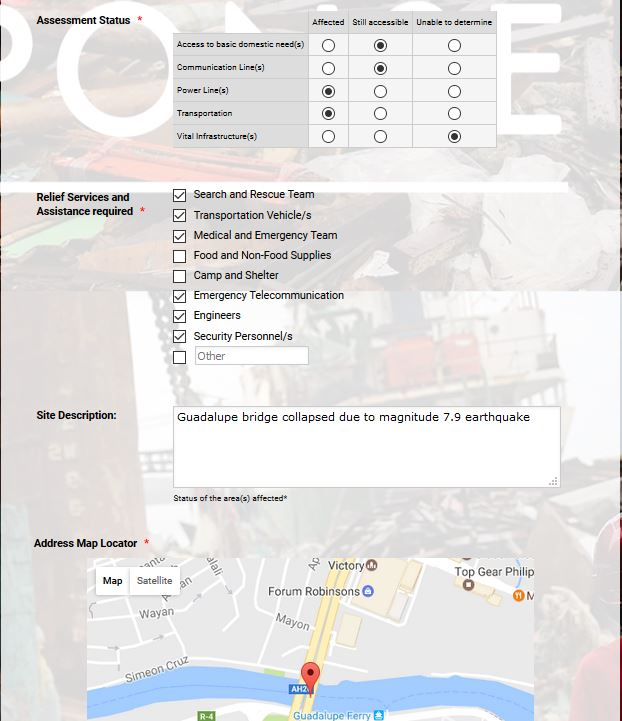 PONSE
Assessment Status *
Affected Still accessible Unable to determine
Access to basic domestic need(s)
Communication Line(s)
Power Line(s)
Transportation
Vital Infrastructure(s)
Relief Services and
Assistance required *
Search and Rescue Team
Transportation Vehicle/s
Medical and Emergency Team
Food and Non-Food Supplies
Camp and Shelter
Emergency Telecommunication
Engineers
Security Personnel/s
Other
Site Description:
Guadalupe bridge collapsed due to magnitude 7.9 earthquake
Status of the area(s) affected*
Address Map Locator *
Map Satellite
Victory
Top Gear Philip
Forum Robinsons
M
Wayan
Mayon
Simeon Cruz
AH26
R-4
Guadalupe Ferry